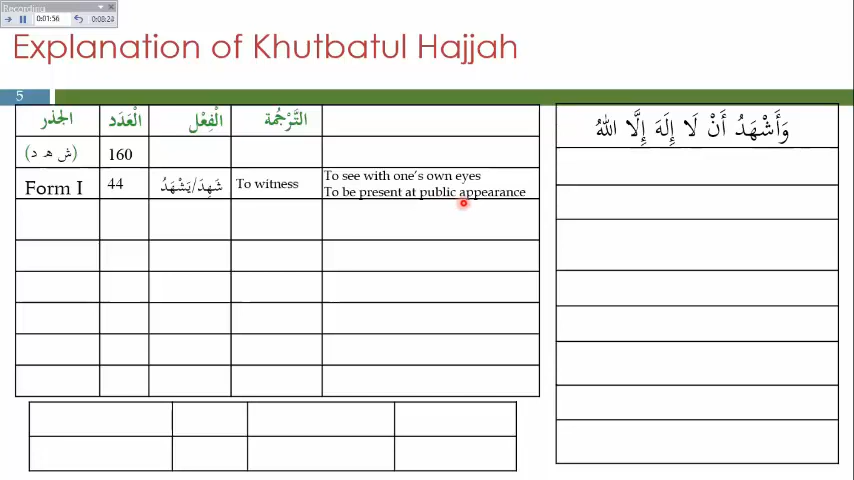 Recording
0:01:56
0:08:24
Explanation of Khutbatul Hajjah
5
الجذر الْعَدَد الْفِعْل التَّرْجُمة
(ش ه د) 160
Form I 44 شَهِدَ/يَشْهَدُ To witness To see with one's own eyes
To be present at public appearance
وَأَشْهَدُ أَنْ لَا إِلَهَ إِلَّا اللهُ